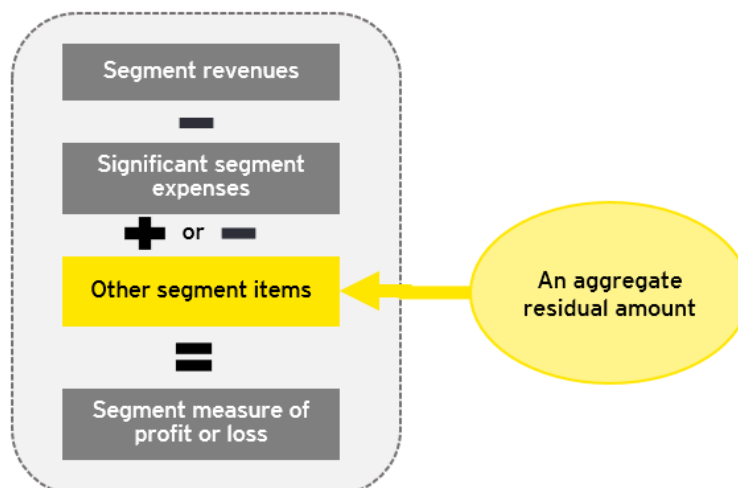 Segment revenues
Significant segment
expenses
or
Other segment items
An aggregate
residual amount
Segment measure of
profit or loss